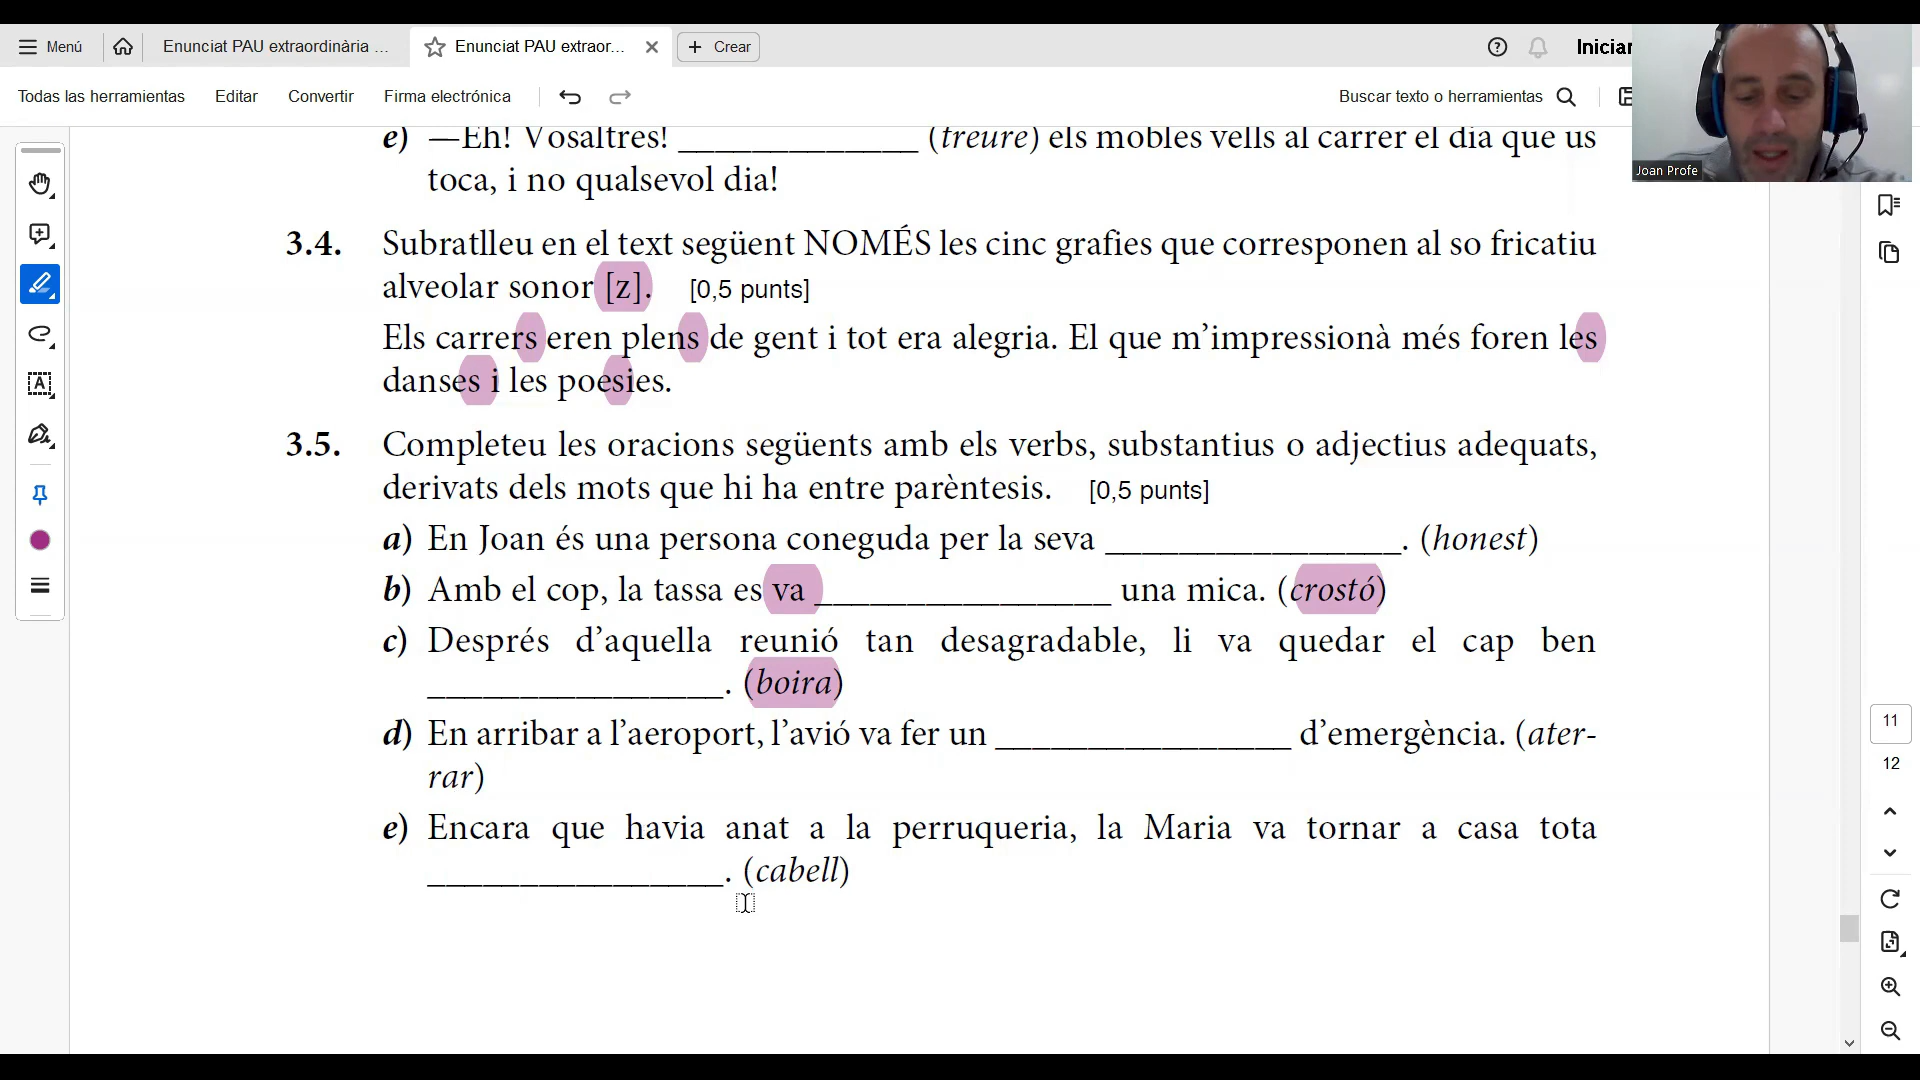 Menú
Enunciat PAU extraordinària ...
Enunciat PAU extraor...
Crear
Iniciar
Todas las herramientas
Editar
Convertir
Firma electrónica
Buscar texto o herramientas
Joan Profe
e) —Eh! Vosaltres! _____________ (treure) els mobles vells al carrer el dia que us
toca, i no qualsevol dia!
3.4. Subratlleu en el text següent NOMÉS les cinc grafies que corresponen al so fricatiu
alveolar sonor [z]. [0,5 punts]
Els carrers eren plens de gent i tot era alegria. El que m’impressionà més foren les
danses i les poesies.
3.5. Completeu les oracions següents amb els verbs, substantius o adjectius adequats,
derivats dels mots que hi ha entre parèntesis. [0,5 punts]
a) En Joan és una persona coneguda per la seva ________________. (honest)
b) Amb el cop, la tassa es va ________________ una mica. (crostó)
c) Després d’aquella reunió tan desagradable, li va quedar el cap ben
________________. (boira)
d) En arribar a l’aeroport, l’avió va fer un ________________ d’emergència. (ater-
rar)
e) Encara que havia anat a la perruqueria, la Maria va tornar a casa tota
________________. (cabell)
11
12